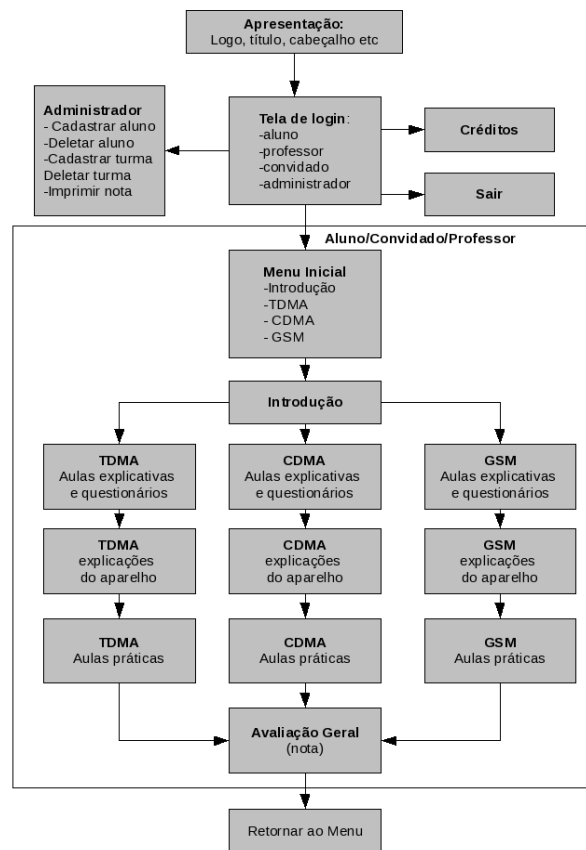 Apresentação:
Logo, título, cabeçalho etc
Administrador
- Cadastrar aluno
-Deletar aluno
-Cadastrar turma
Deletar turma
-Imprimir nota
Tela de login:
-aluno
-professor
-convidado
-administrador
Créditos
Sair
Aluno/Convidado/Professor
Menu Inicial
-Introdução
-TDMA
- CDMA
- GSM
Introdução
TDMA
Aulas explicativas
e questionários
CDMA
Aulas explicativas
e questionários
GSM
Aulas explicativas
e questionários
TDMA
explicações
do aparelho
CDMA
explicações
do aparelho
GSM
explicações
do aparelho
TDMA
Aulas práticas
CDMA
Aulas práticas
GSM
Aulas práticas
Avaliação Geral
(nota)
Retornar ao Menu